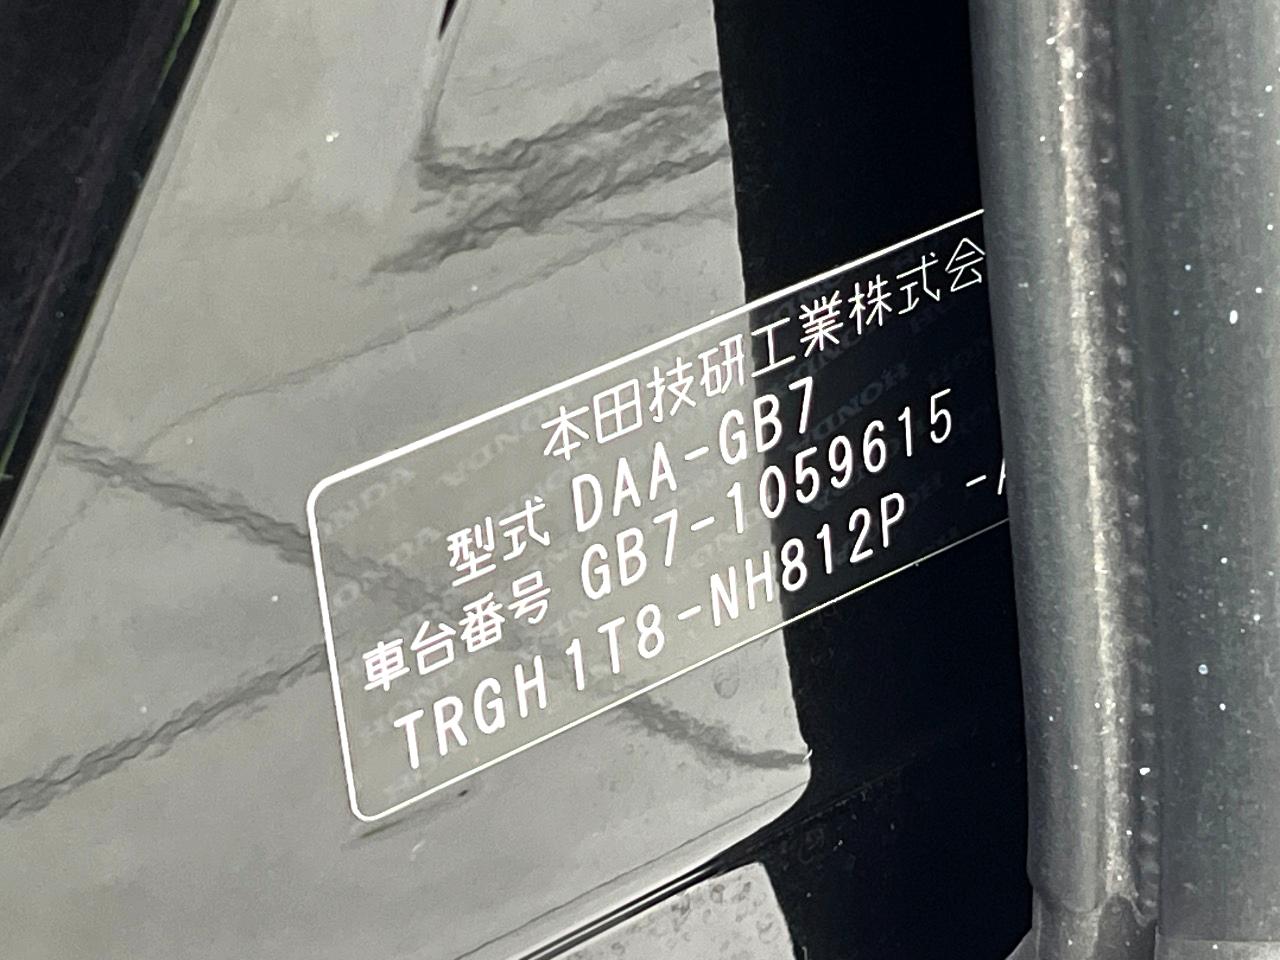 本田技研工業株式会
型式 DAA-GB7
車台番号 GB7-1059615
TRGH1T8-NH812P -A